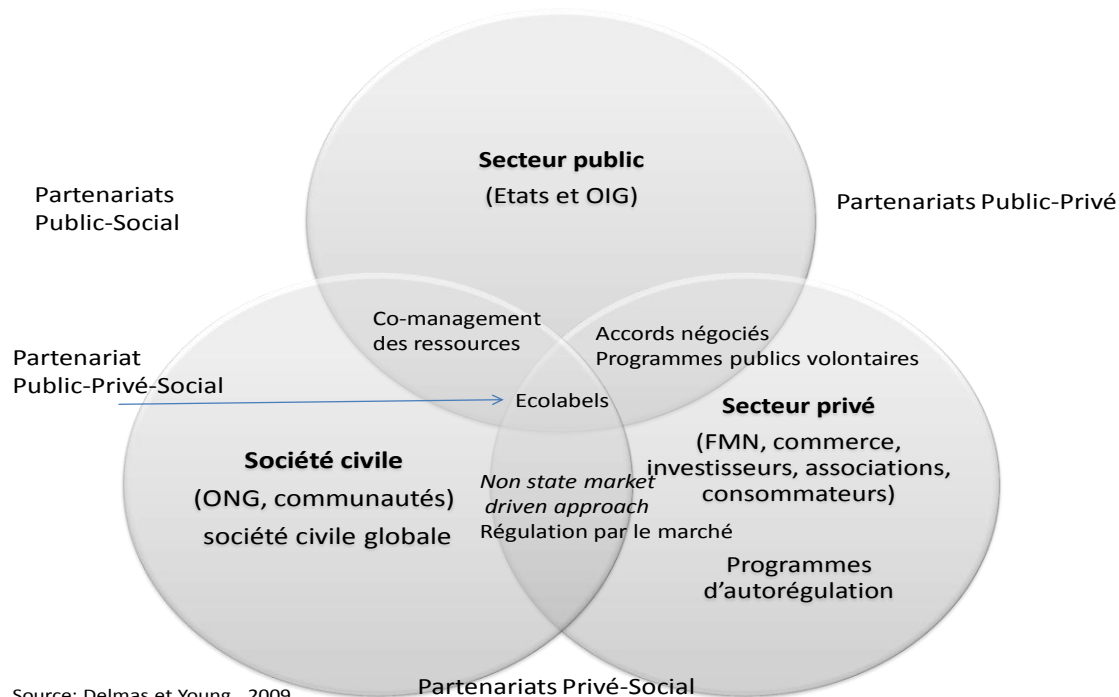 Secteur public
(Etats et OIG)
Partenariats
Public-Social
Partenariats Public-Privé
Co-management
des ressources
Accords négociés
Programmes publics volontaires
Partenariat
Public-Privé-Social
Ecolabels
Secteur privé
(FMN, commerce,
investisseurs, associations,
consommateurs)
Société civile
(ONG, communautés)
société civile globale
Non state market
driven approach
Régulation par le marché
Programmes
d’autorégulation
Source: Delmas et Young, 2009
Partenariats Privé-Social